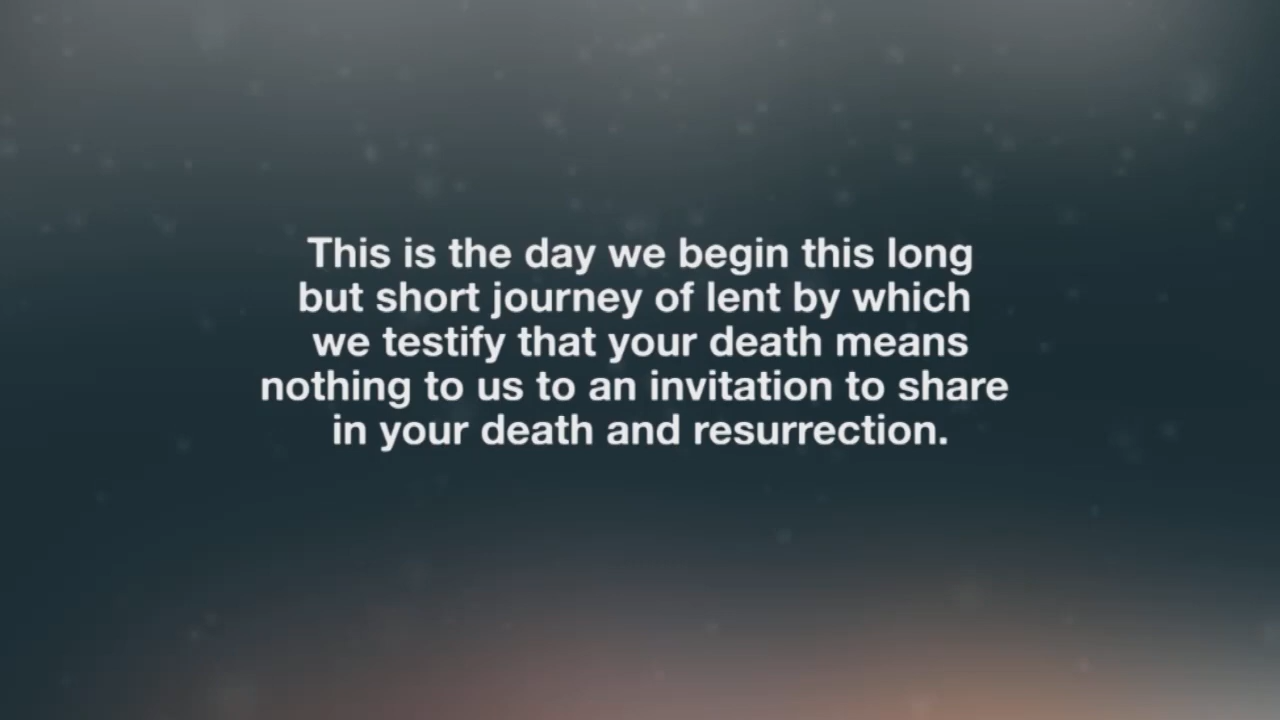 This is the day we begin this long
but short journey of lent by which
we testify that your death means
nothing to us to an invitation to share
in your death and resurrection.